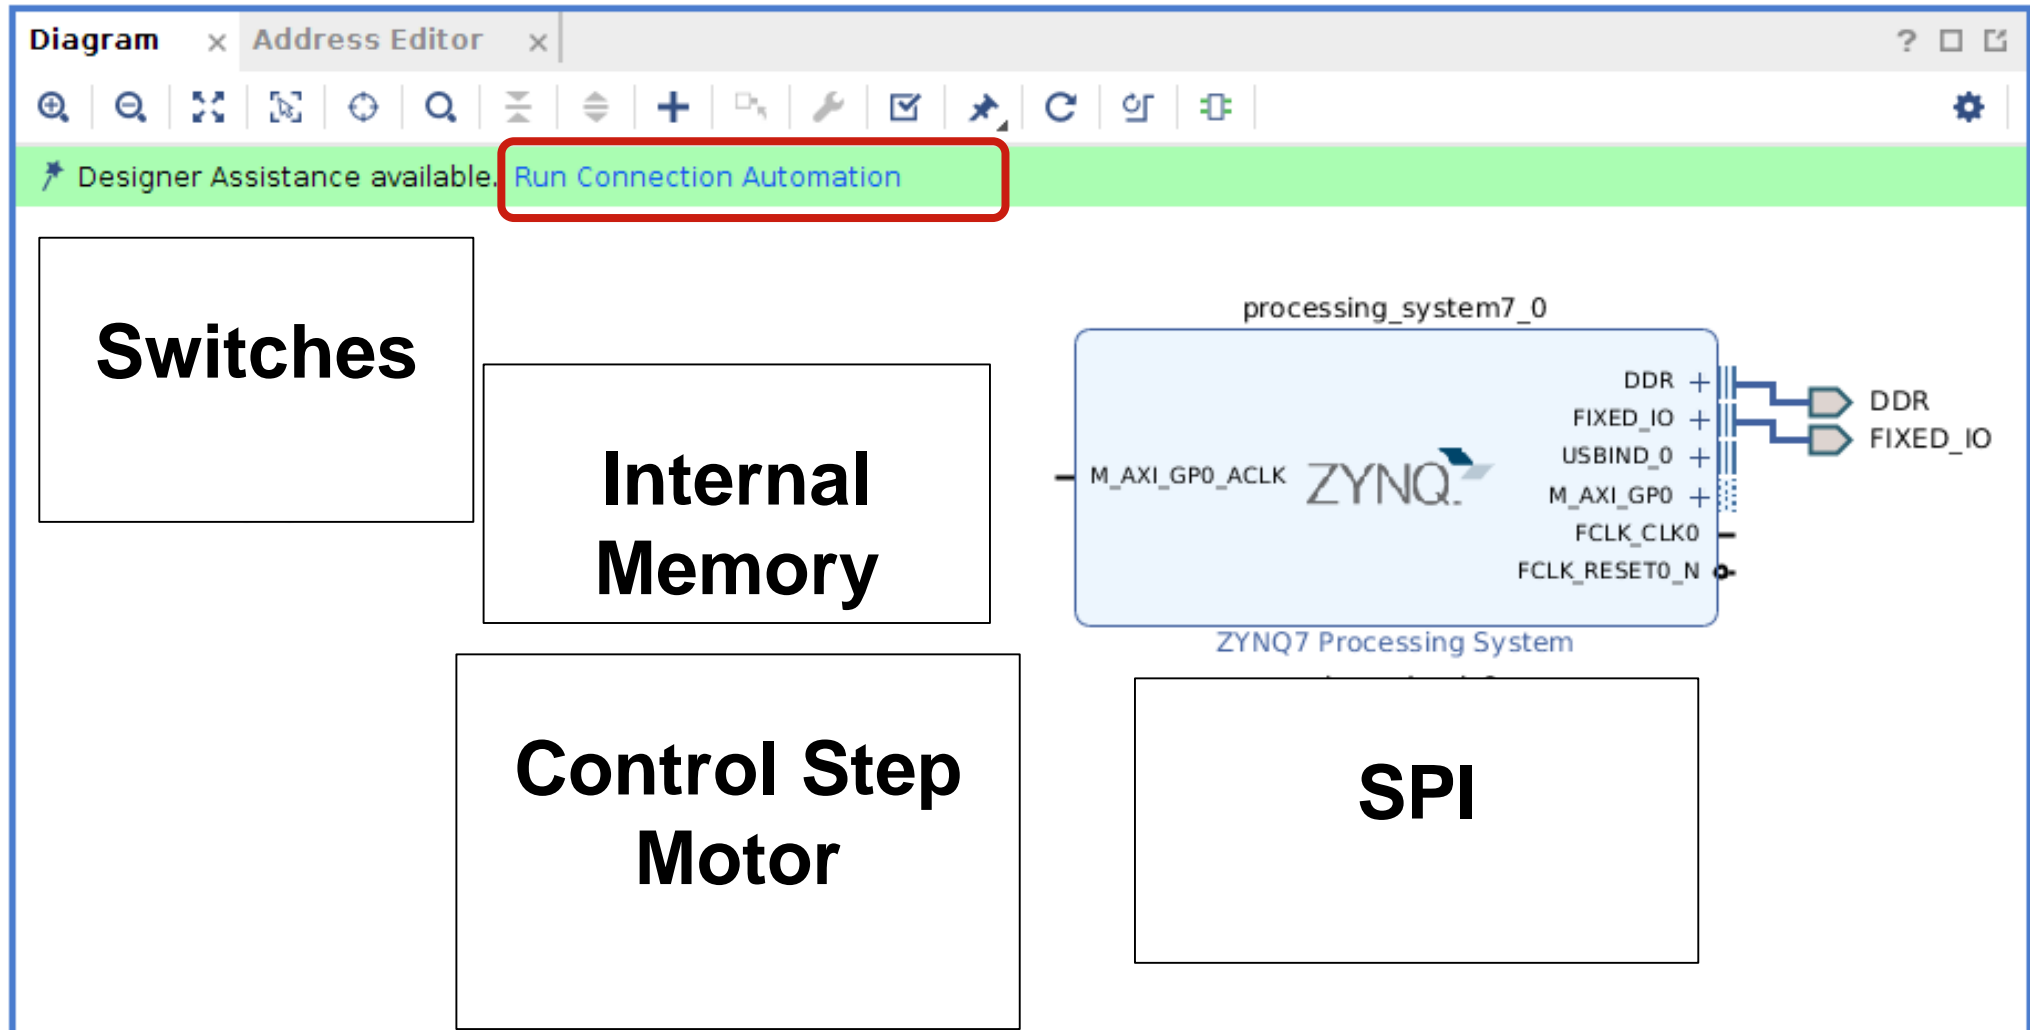 Diagram
Address Editor
Designer Assistance available. Run Connection Automation
Switches
Internal
Memory
Control Step
Motor
processing_system7_0
M_AXI_GP0_ACLK
ZYNQ.
DDR
FIXED_IO
USBIND_0
M_AXI_GP0
FCLK_CLK0
FCLK_RESET0_N
DDR
FIXED_IO
ZYNQ7 Processing System
SPI